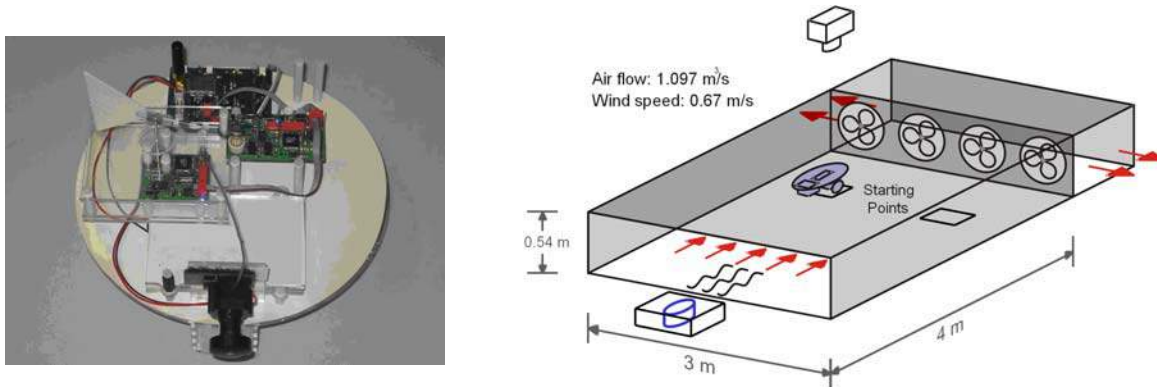 Air flow: 1.097 m³/s
Wind speed: 0.67 m/s
Starting
Points
0.54 m
3 m
4 m